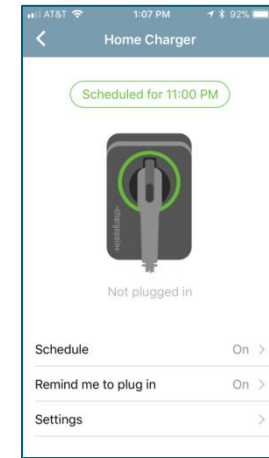 AT&T 1:07 PM 92%
Home Charger
Scheduled for 11:00 PM
-chargepoin+
Not plugged in
Schedule On
Remind me to plug in On
Settings